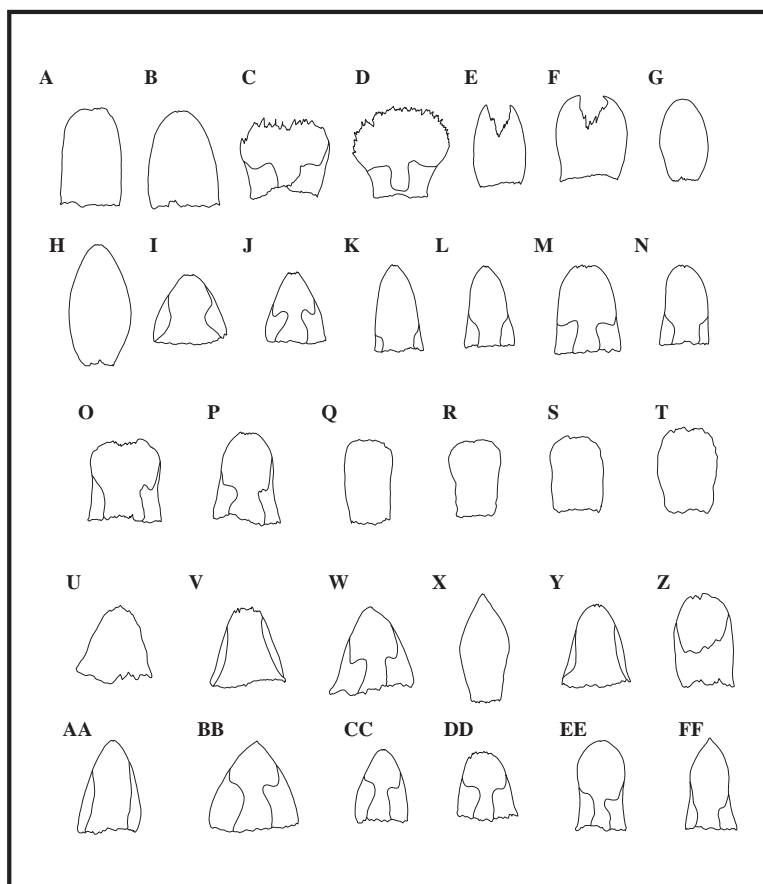 A B C D E F G
H I J K L M N
O P Q R S T
U V W X Y Z
AA BB CC DD EE FF